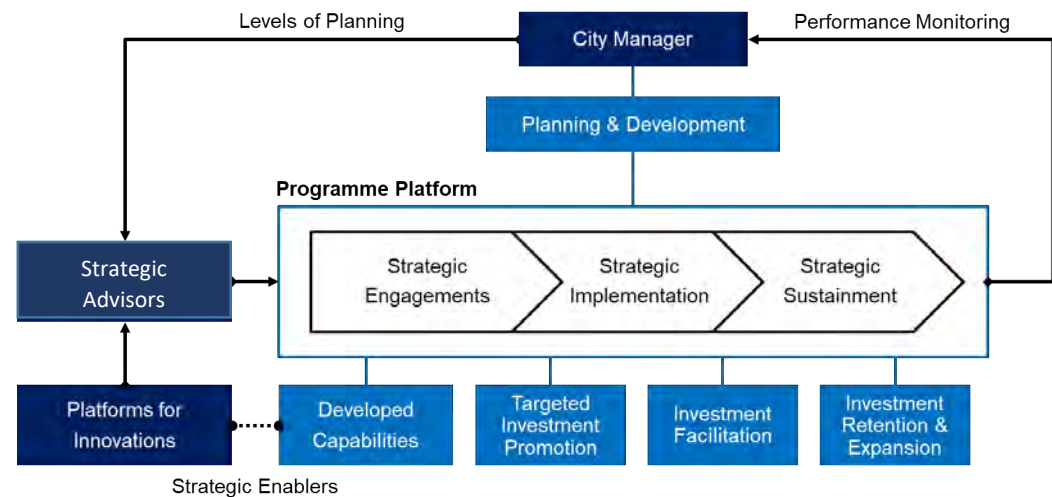 Levels of Planning
City Manager
Performance Monitoring
Planning & Development
Programme Platform
Strategic
Advisors
Strategic
Engagements
Strategic
Implementation
Strategic
Sustainment
Platforms for
Innovations
Developed
Capabilities
Targeted
Investment
Promotion
Investment
Facilitation
Investment
Retention &
Expansion
Strategic Enablers